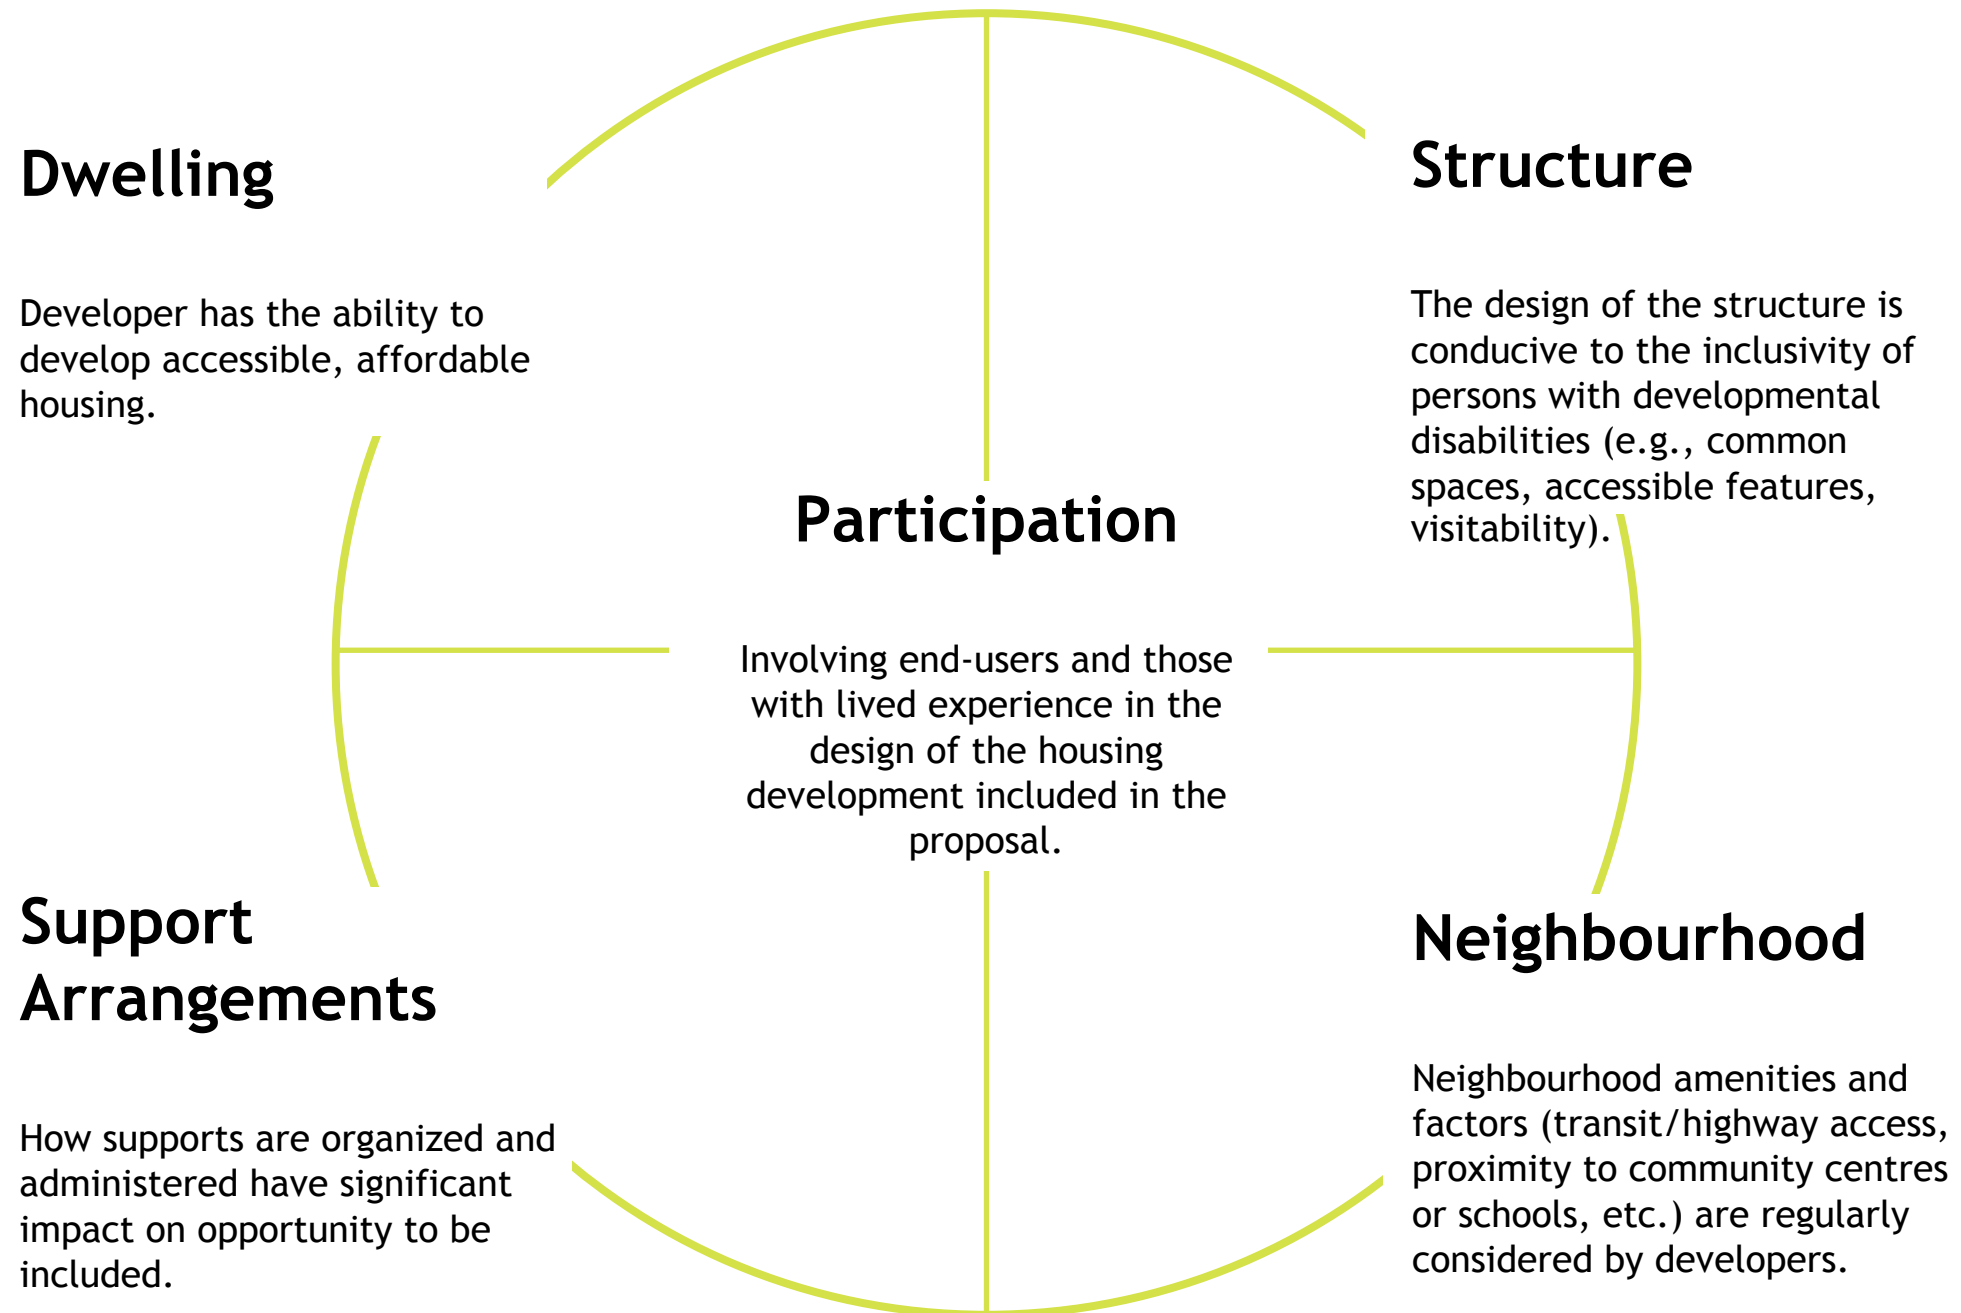 Dwelling
Developer has the ability to
develop accessible, affordable
housing.
Structure
The design of the structure is
conducive to the inclusivity of
persons with developmental
disabilities (e.g., common
spaces, accessible features,
visitability).
Participation
Involving end-users and those
with lived experience in the
design of the housing
development included in the
proposal.
Support
Arrangements
How supports are organized and
administered have significant
impact on opportunity to be
included.
Neighbourhood
Neighbourhood amenities and
factors (transit/highway access,
proximity to community centres
or schools, etc.) are regularly
considered by developers.